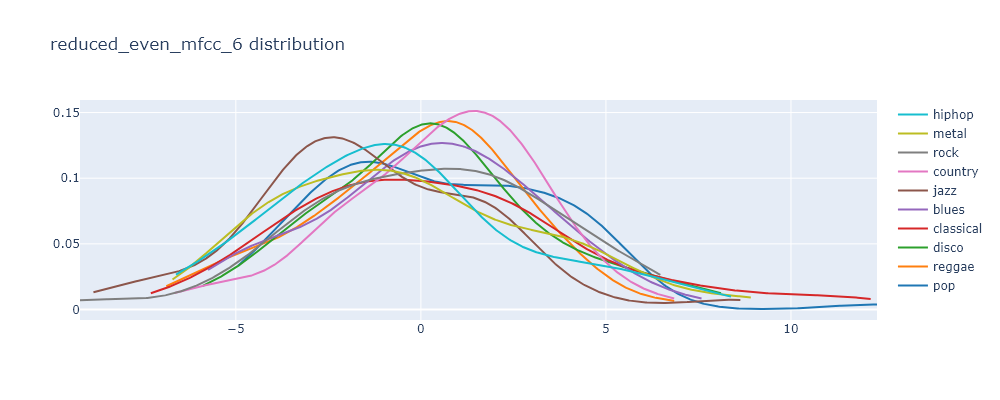 reduced_even_mfcc_6 distribution
0.15
0.1
0.05
0
−5
0
5
10
hiphop
metal
rock
country
jazz
blues
classical
disco
reggae
pop